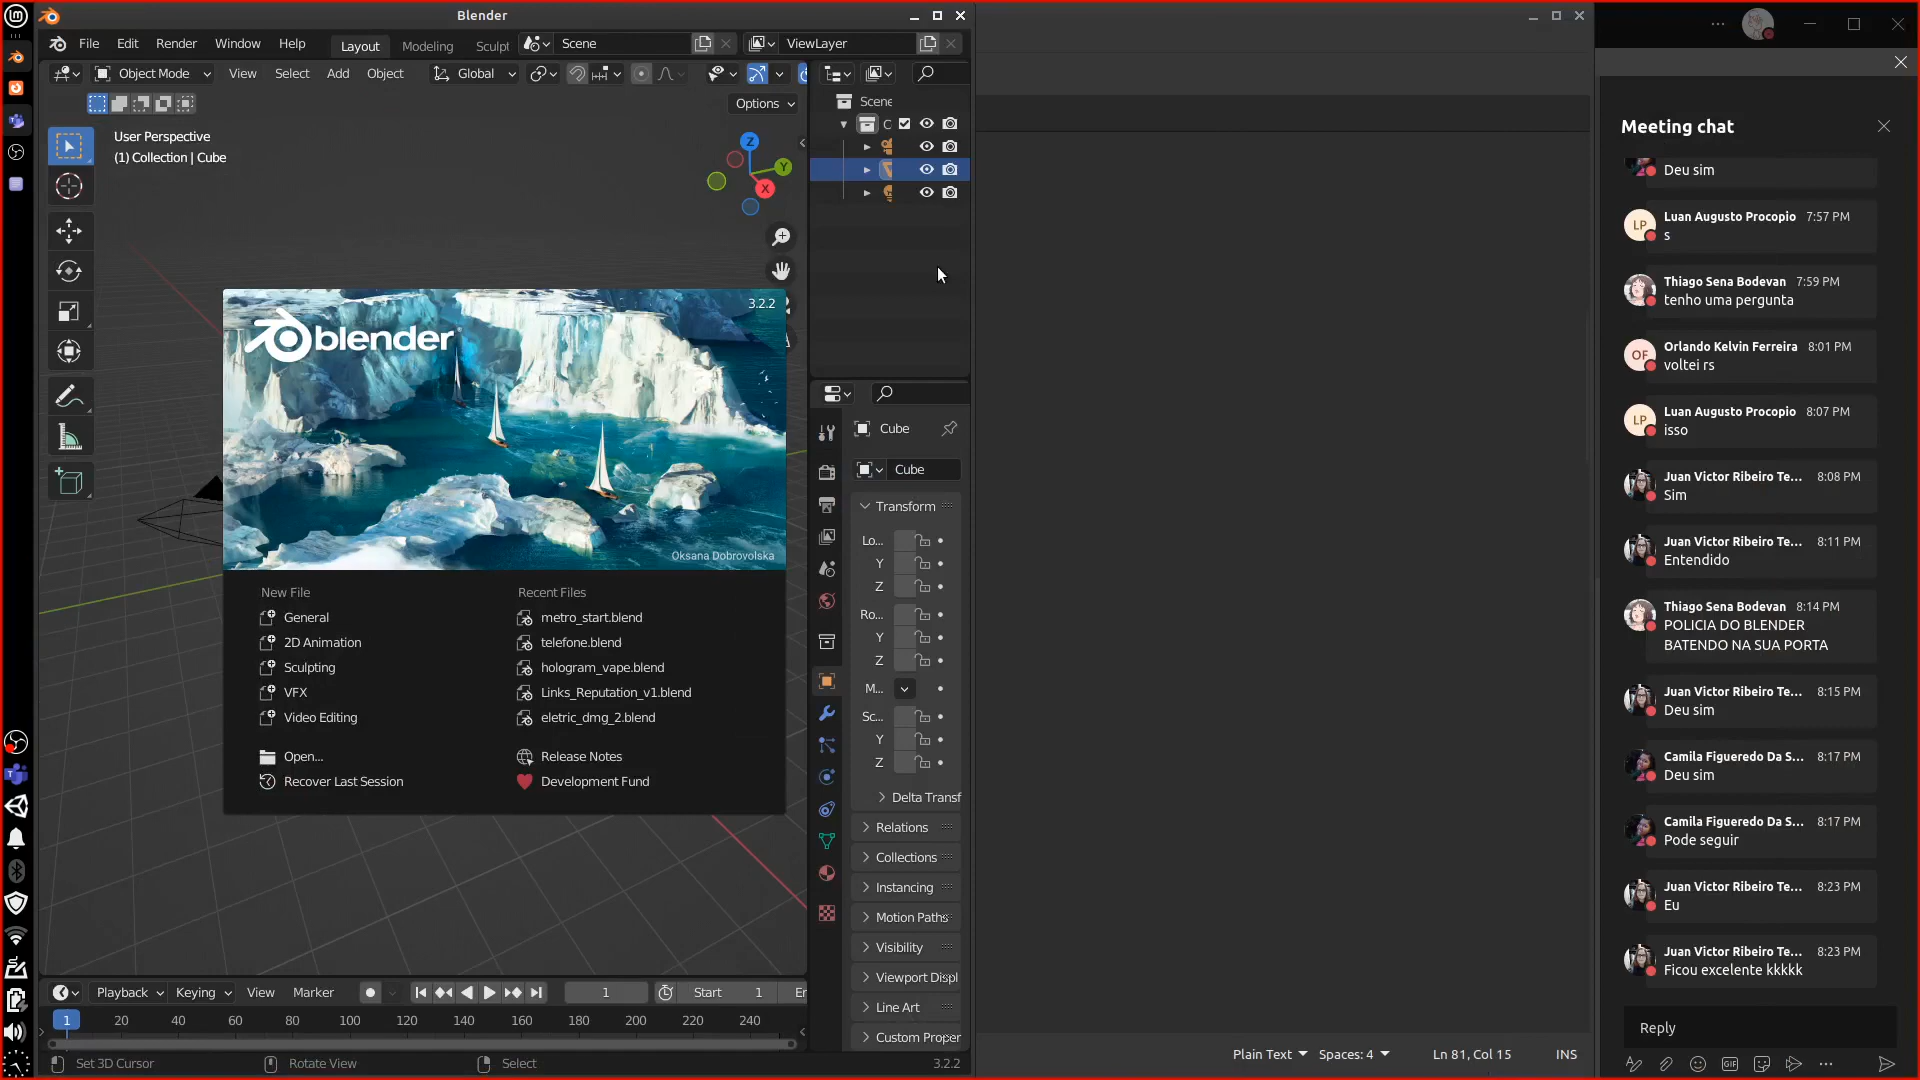 Blender
File Edit Render Window Help Layout Modeling Sculpt Scene ViewLayer
Object Mode View Select Add Object Global
Options
User Perspective
(1) Collection | Cube
Z
Y
X
Scene
C
3.2.2
blender
Oksana Dobrovolska
New File
General
2D Animation
Sculpting
VFX
Video Editing
Open...
Recover Last Session
Recent Files
metro_start.blend
telefone.blend
hologram_vape.blend
Links_Reputation_v1.blend
eletric_dmg_2.blend
Release Notes
Development Fund
Cube
Cube
Transform
Lo...
Y
Z
Ro...
Y
Z
M...
Sc...
Y
Z
Delta Transf
Relations
Collections
Instancing
Motion Paths
Visibility
Viewport Displ
Line Art
Custom Proper
Playback Keying View Marker 1 Start 1 En
1 20 40 60 80 100 120 140 160 180 200 220 240
Set 3D Cursor Rotate View Select 3.2.2
Plain Text Spaces: 4 Ln 81, Col 15 INS
Meeting chat
Deu sim
LP Luan Augusto Procopio 7:57 PM
s
Thiago Sena Bodevan 7:59 PM
tenho uma pergunta
OF Orlando Kelvin Ferreira 8:01 PM
voltei rs
LP Luan Augusto Procopio 8:07 PM
isso
Juan Victor Ribeiro Te... 8:08 PM
Sim
Juan Victor Ribeiro Te... 8:11 PM
Entendido
Thiago Sena Bodevan 8:14 PM
POLICIA DO BLENDER
BATENDO NA SUA PORTA
Juan Victor Ribeiro Te... 8:15 PM
Deu sim
Camila Figueredo Da S... 8:17 PM
Deu sim
Camila Figueredo Da S... 8:17 PM
Pode seguir
Juan Victor Ribeiro Te... 8:23 PM
Eu
Juan Victor Ribeiro Te... 8:23 PM
Ficou excelente kkkkk
Reply
GIF